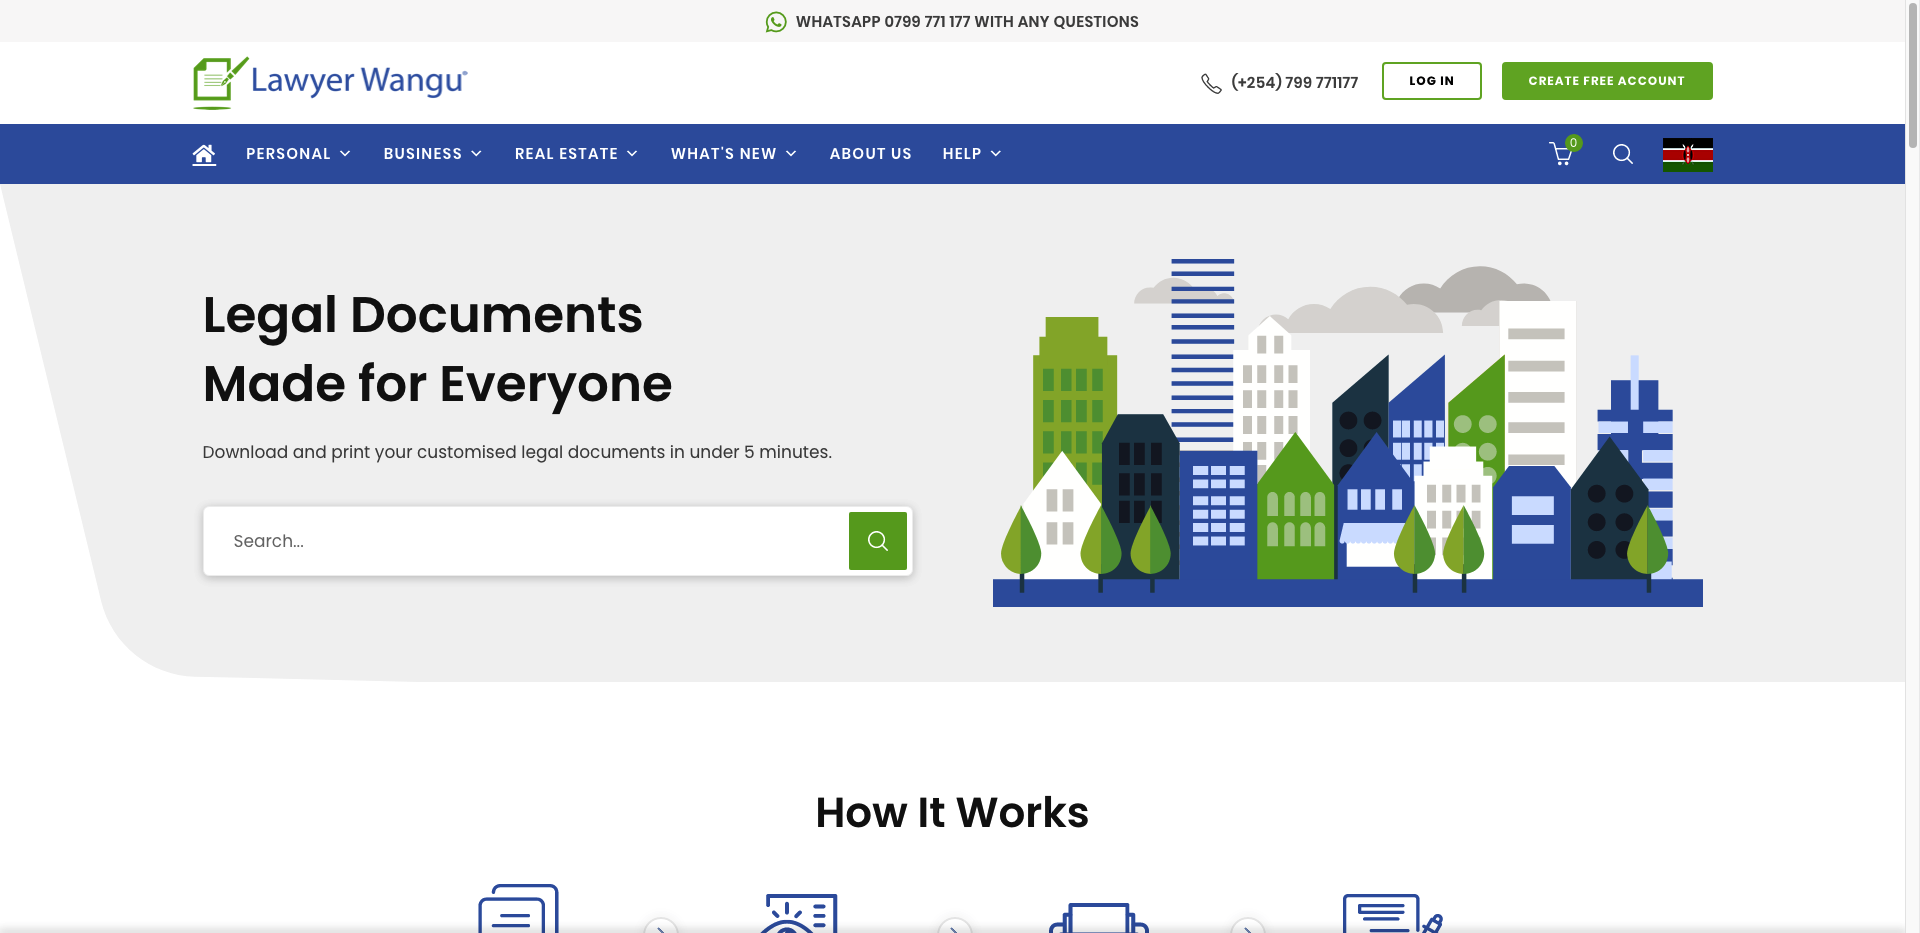 WHATSAPP 0799 771 177 WITH ANY QUESTIONS
Lawyer Wangu®
(+254) 799 771177
LOG IN
CREATE FREE ACCOUNT
PERSONAL
BUSINESS
REAL ESTATE
WHAT'S NEW
ABOUT US
HELP
0
Legal Documents
Made for Everyone
Download and print your customised legal documents in under 5 minutes.
Search...
How It Works